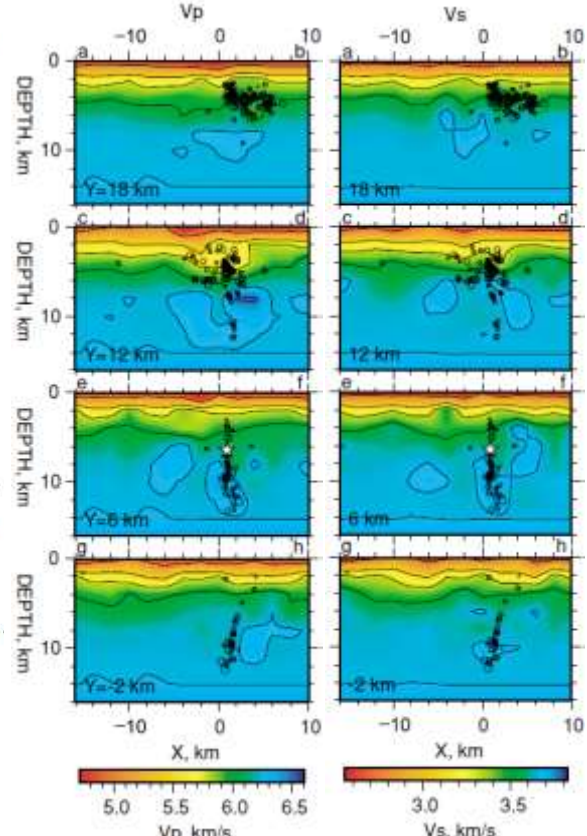 Vp Vs
−10 0 10 −10 0 10
a b a b
DEPTH, km 0 10
Y=18 km 18 km
c d c d
DEPTH, km 0 10
Y=12 km 12 km
e f e f
DEPTH, km 0 10
Y=6 km 6 km
g h g h
DEPTH, km 0 10
Y=-2 km -2 km
−10 0 10 −10 0 10
X, km X, km
5.0 5.5 6.0 6.5 3.0 3.5
Vp, km/s Vs, km/s